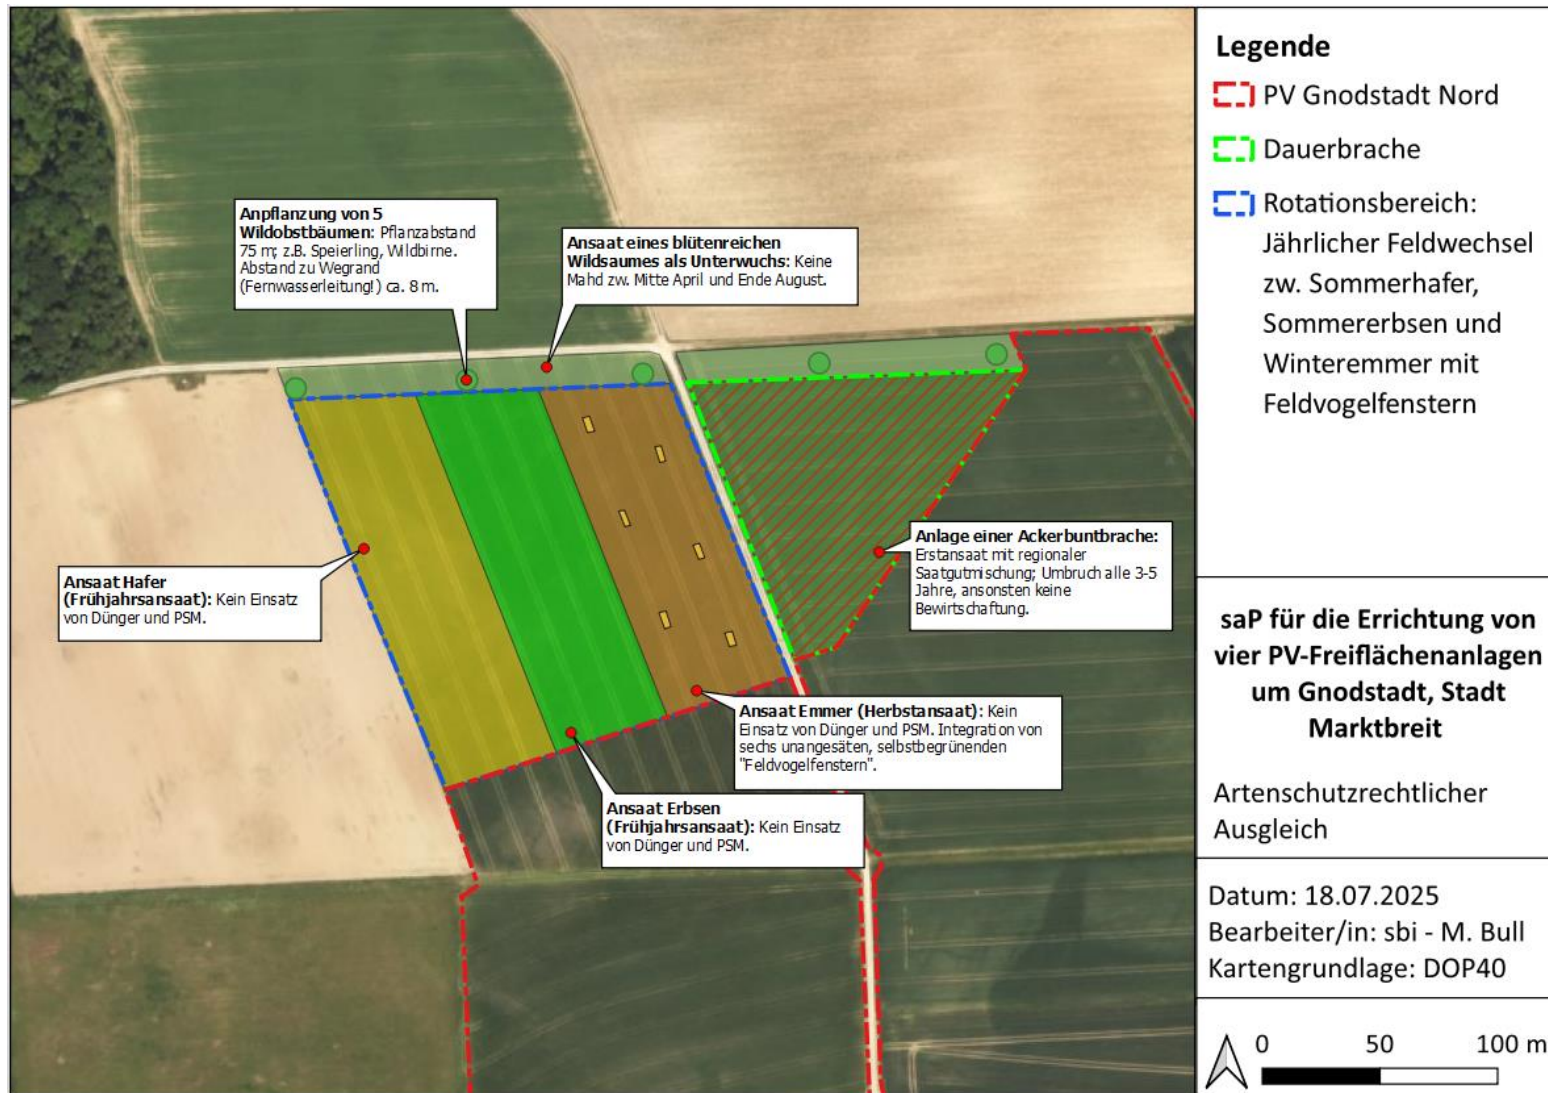 Anpflanzung von 5
Wildobstbäumen: Pflanzabstand
75 m; z.B. Speierling, Wildbirne.
Abstand zu Wegrand
(Fernwasserleitung!) ca. 8 m.
Ansaat eines blütenreichen
Wildsaumes als Unterwuchs: Keine
Mahd zw. Mitte April und Ende August.
Ansaat Hafer
(Frühjahrsansaat): Kein Einsatz
von Dünger und PSM.
Anlage einer Ackerbuntbrache:
Erstansaat mit regionaler
Saatgutmischung; Umbruch alle 3-5
Jahre, ansonsten keine
Bewirtschaftung.
Ansaat Emmer (Herbstansaat): Kein
Einsatz von Dünger und PSM. Integration von
sechs unangesäten, selbstbegrünenden
"Feldvogelfenstern".
Ansaat Erbsen
(Frühjahrsansaat): Kein Einsatz
von Dünger und PSM.
Legende
PV Gnodstadt Nord
Dauerbrache
Rotationsbereich:
Jährlicher Feldwechsel
zw. Sommerhafer,
Sommererbsen und
Winteremmer mit
Feldvogelfenstern
saP für die Errichtung von
vier PV-Freiflächenanlagen
um Gnodstadt, Stadt
Marktbreit
Artenschutzrechtlicher
Ausgleich
Datum: 18.07.2025
Bearbeiter/in: sbi - M. Bull
Kartengrundlage: DOP40
0 50 100 m